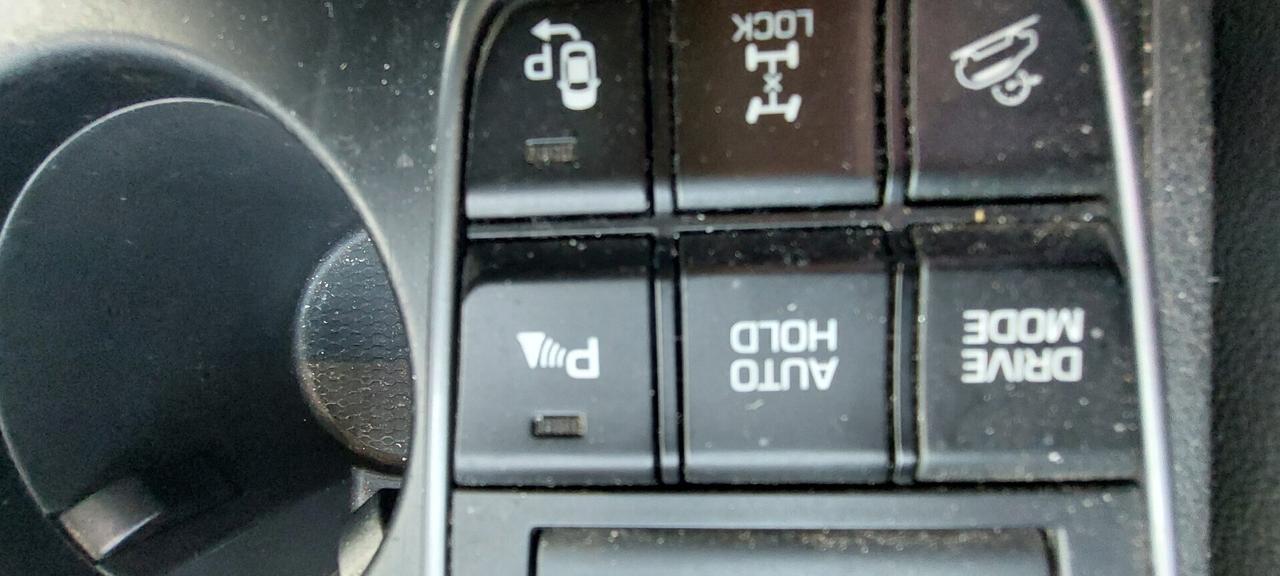 DRIVE
MODE
AUTO
HOLD
P
LOCK
P